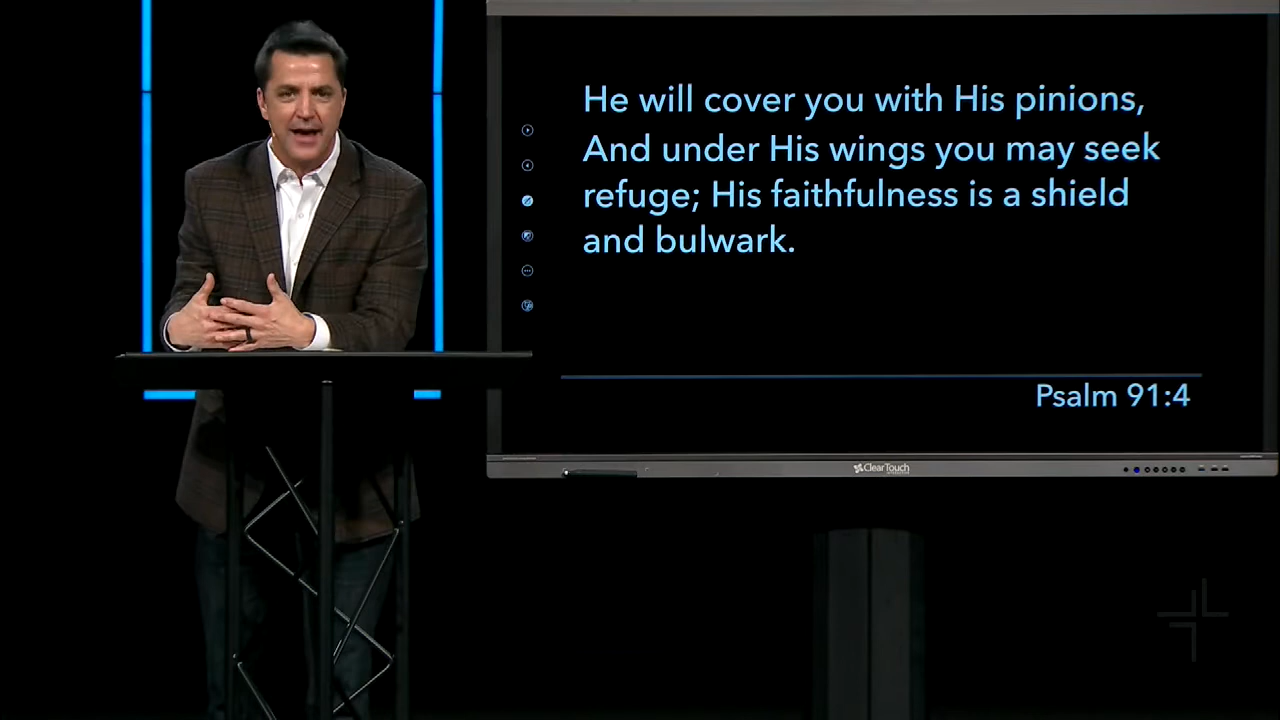 He will cover you with His pinions,
And under His wings you may seek
refuge; His faithfulness is a shield
and bulwark.
Psalm 91:4
ClearTouch